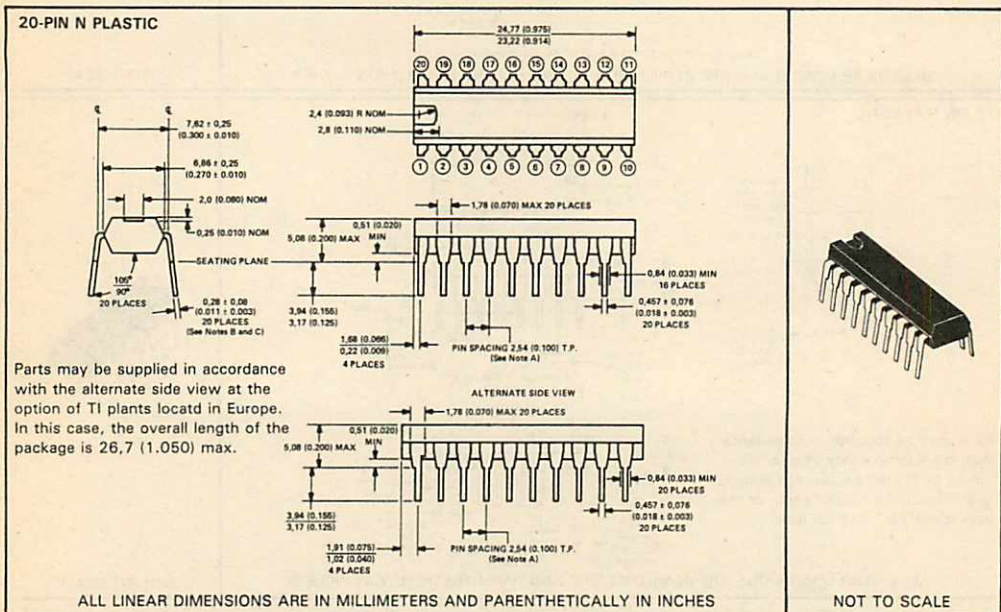 20-PIN N PLASTIC
24,77 (0.975)
23,22 (0.914)
20 19 18 17 16 15 14 13 12 11
2,4 (0.093) R NOM
2,8 (0.110) NOM
1 2 3 4 5 6 7 8 9 10
℄ ℄
7,62 ± 0,25
(0.300 ± 0.010)
6,86 ± 0,25
(0.270 ± 0.010)
2,0 (0.080) NOM
0,25 (0.010) NOM
SEATING PLANE
105°
90°
20 PLACES
0,28 ± 0,08
(0.011 ± 0.003)
20 PLACES
(See Notes B and C)
1,78 (0.070) MAX 20 PLACES
0,51 (0.020)
MIN
5,08 (0.200) MAX
0,84 (0.033) MIN
16 PLACES
0,457 ± 0,076
(0.018 ± 0.003)
20 PLACES
3,94 (0.155)
3,17 (0.125)
1,68 (0.066)
0,22 (0.009)
4 PLACES
PIN SPACING 2,54 (0.100) T.P.
(See Note A)
Parts may be supplied in accordance
with the alternate side view at the
option of TI plants locatd in Europe.
In this case, the overall length of the
package is 26,7 (1.050) max.
ALTERNATE SIDE VIEW
1,78 (0.070) MAX 20 PLACES
0,51 (0.020)
MIN
5,08 (0.200) MAX
0,84 (0.033) MIN
20 PLACES
0,457 ± 0,076
(0.018 ± 0.003)
20 PLACES
3,94 (0.155)
3,17 (0.125)
1,91 (0.075)
1,02 (0.040)
4 PLACES
PIN SPACING 2,54 (0.100) T.P.
(See Note A)
ALL LINEAR DIMENSIONS ARE IN MILLIMETERS AND PARENTHETICALLY IN INCHES
NOT TO SCALE